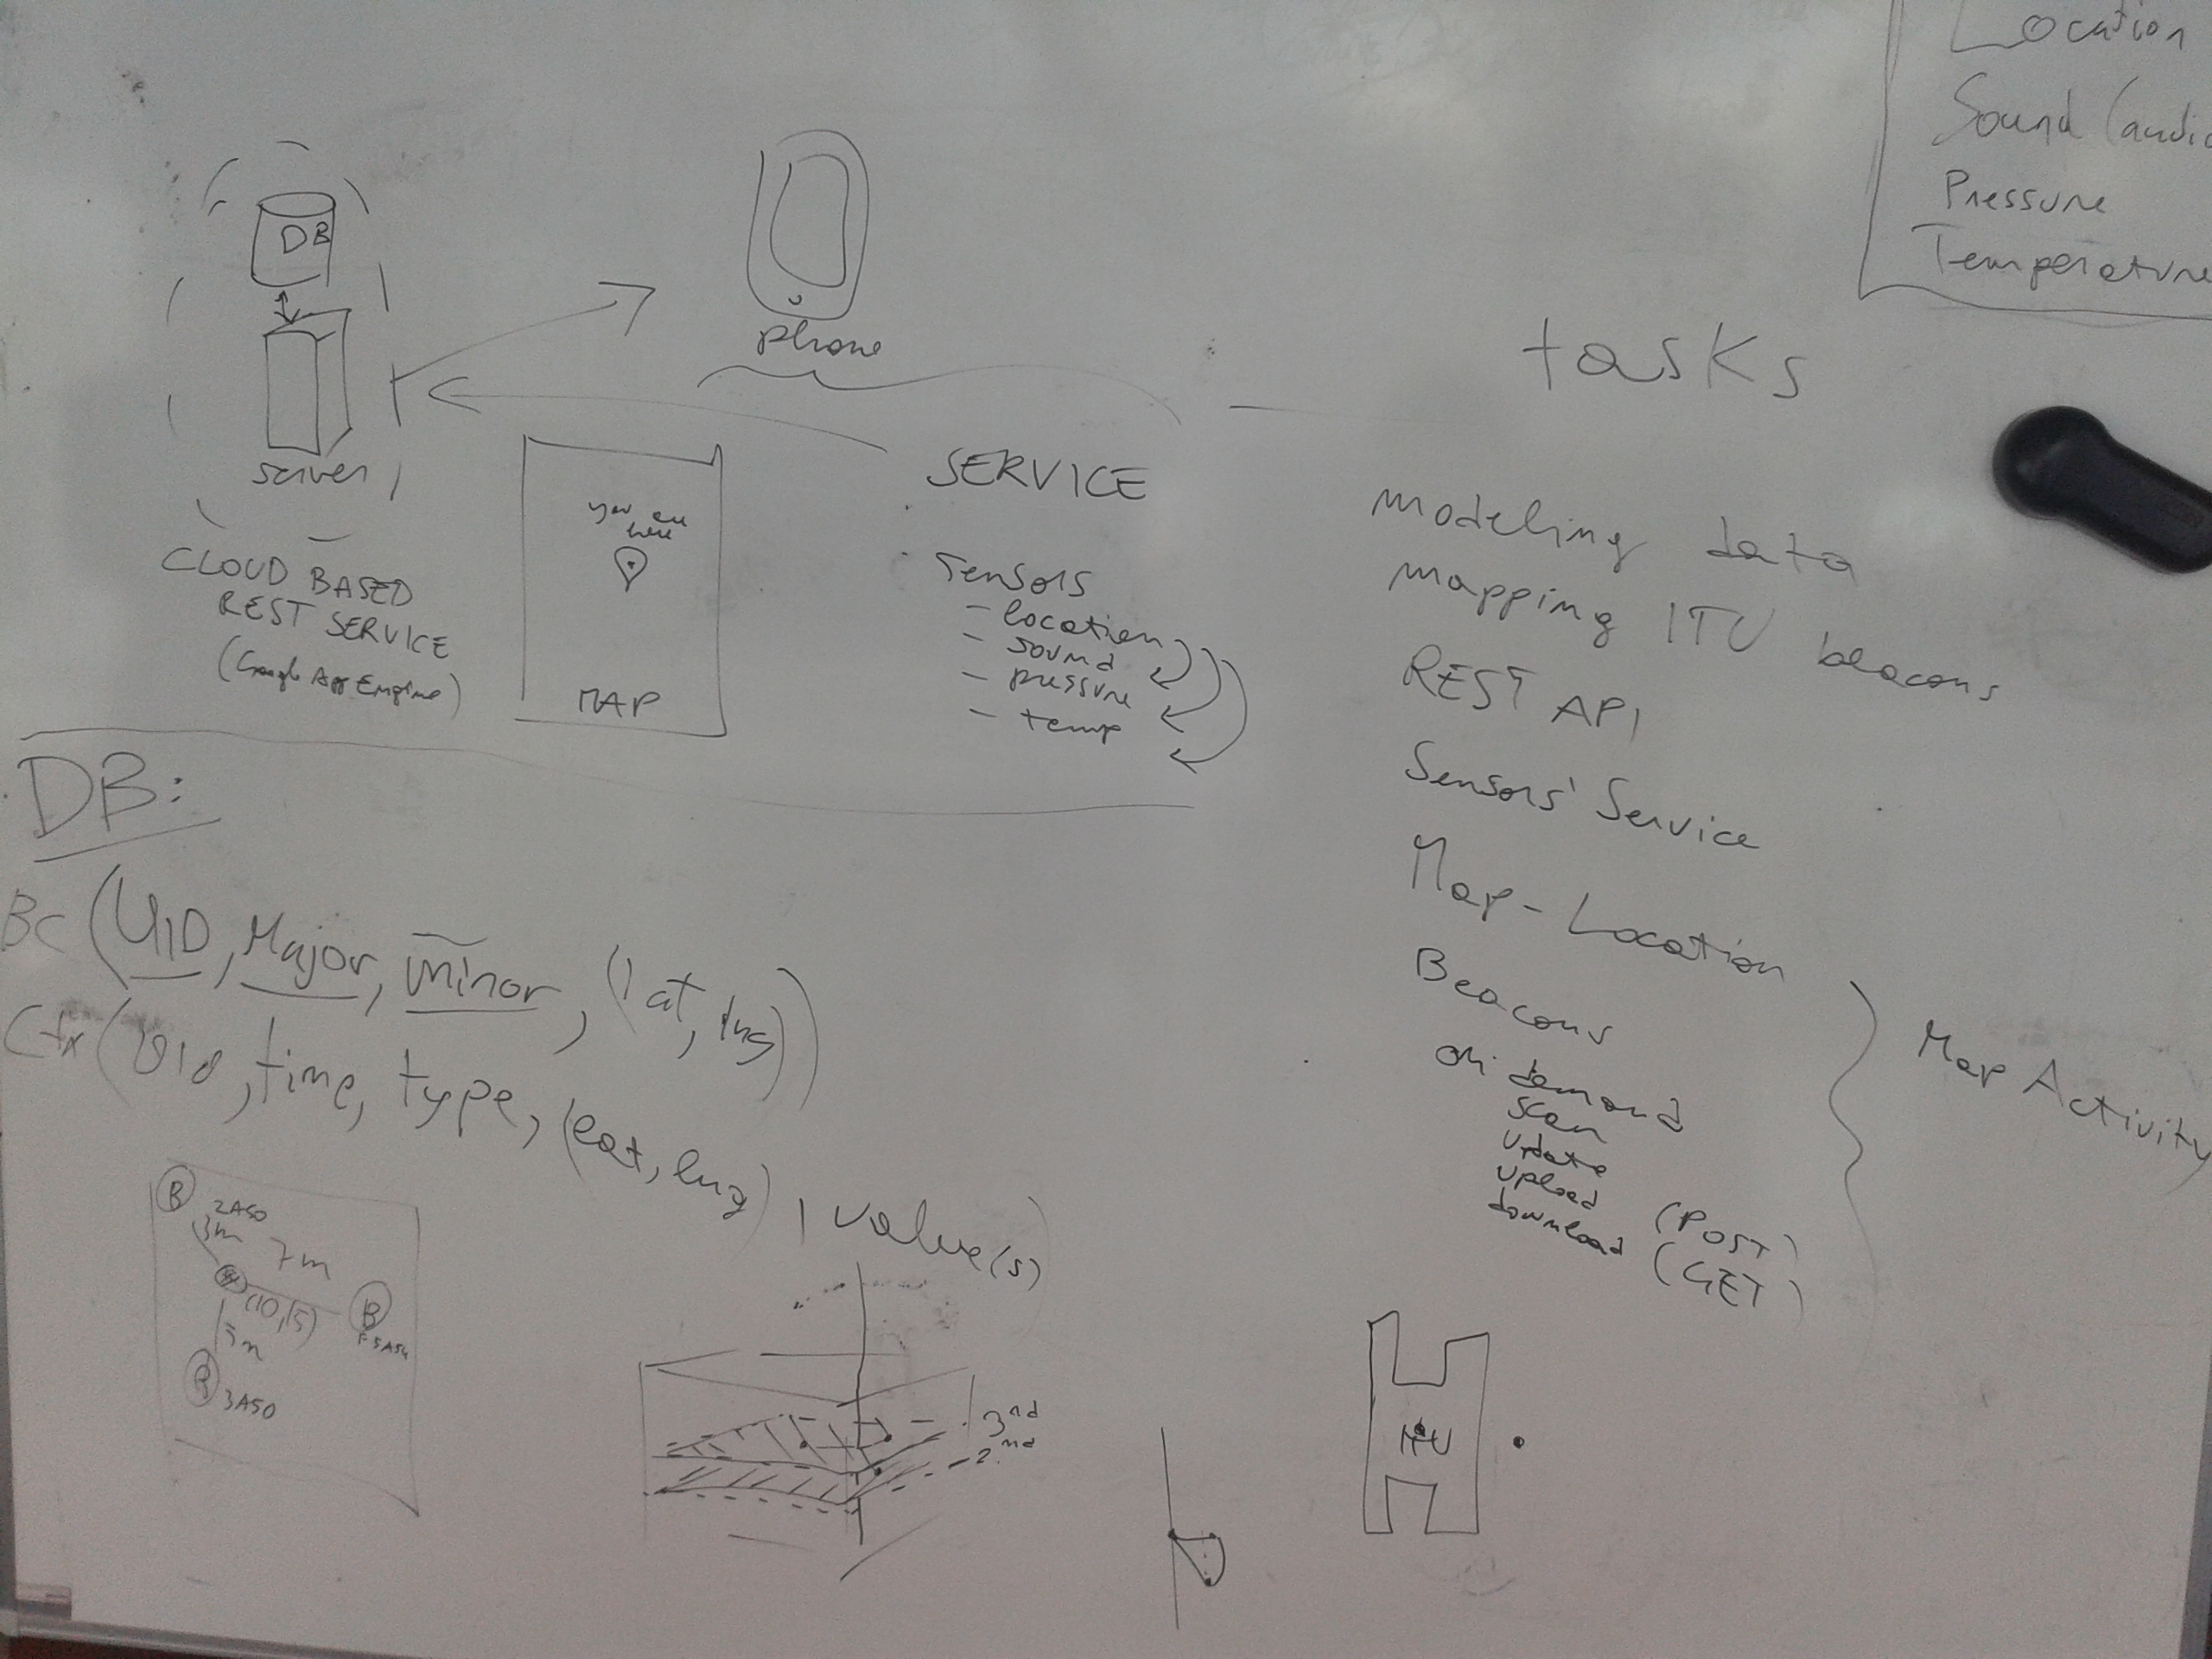 Location
Sound (audio
Pressure
Temperature
DB
server
phone
CLOUD BASED
REST SERVICE
(Google App Engine)
you are
here
MAP
SERVICE
Sensors
- location
- sound
- pressure
- temp
tasks
modeling data
mapping ITU beacons
REST API
Sensors' Service
Map-Location
Beacons
on demand
scan
update
upload (POST)
download (GET)
Map Activity
DB:
BC (UID, Major, minor, (lat, lng))
Ctx (UID, time, type, (lat, lng), value(s)
B
2A50
3m
7m
(10,15)
B
5m
B
3A50
3nd
2nd
ITU